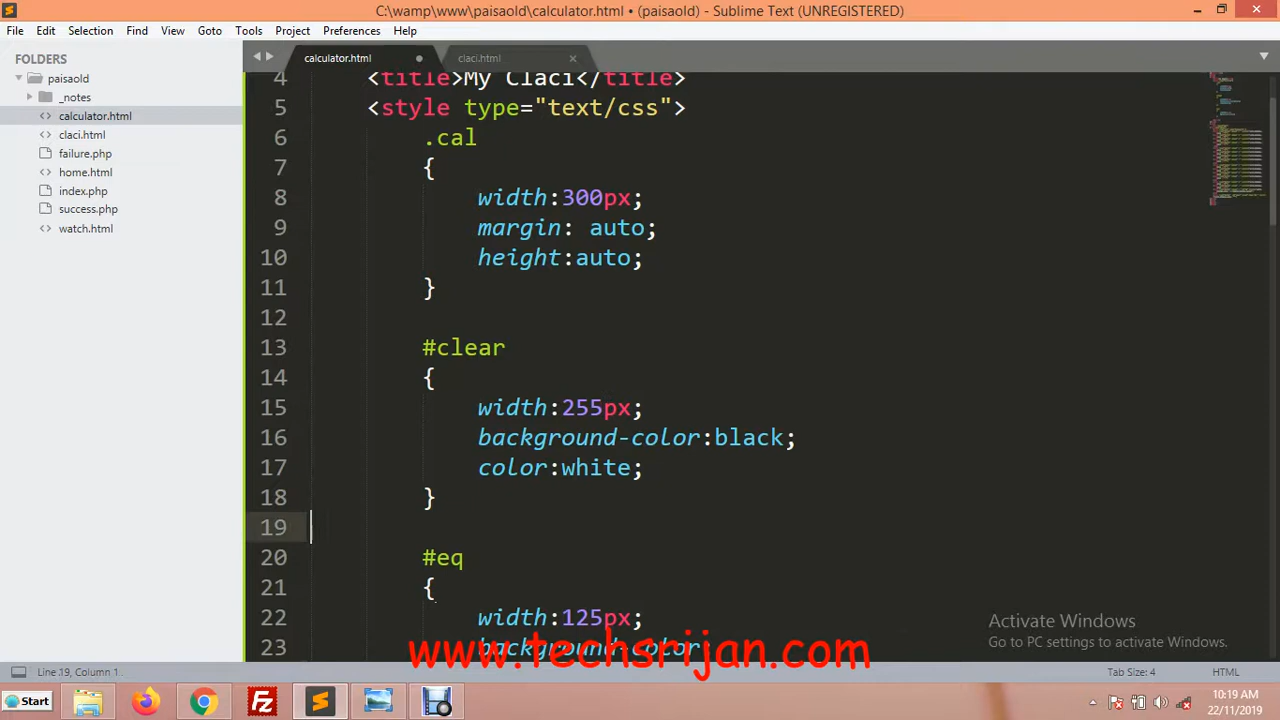 C:\wamp\www\paisaold\calculator.html • (paisaold) - Sublime Text (UNREGISTERED)
File Edit Selection Find View Goto Tools Project Preferences Help
FOLDERS
paisaold
_notes
calculator.html
claci.html
failure.php
home.html
index.php
success.php
watch.html
calculator.html claci.html
4 <title>My Claci</title>
5 <style type="text/css">
6 .cal
7 {
8 width:300px;
9 margin: auto;
10 height:auto;
11 }
12
13 #clear
14 {
15 width:255px;
16 background-color:black;
17 color:white;
18 }
19
20 #eq
21 {
22 width:125px;
23 background-color:
www.techsrijan.com
Activate Windows
Go to PC settings to activate Windows.
Line 19, Column 1 Tab Size: 4 HTML
Start
10:19 AM
22/11/2019